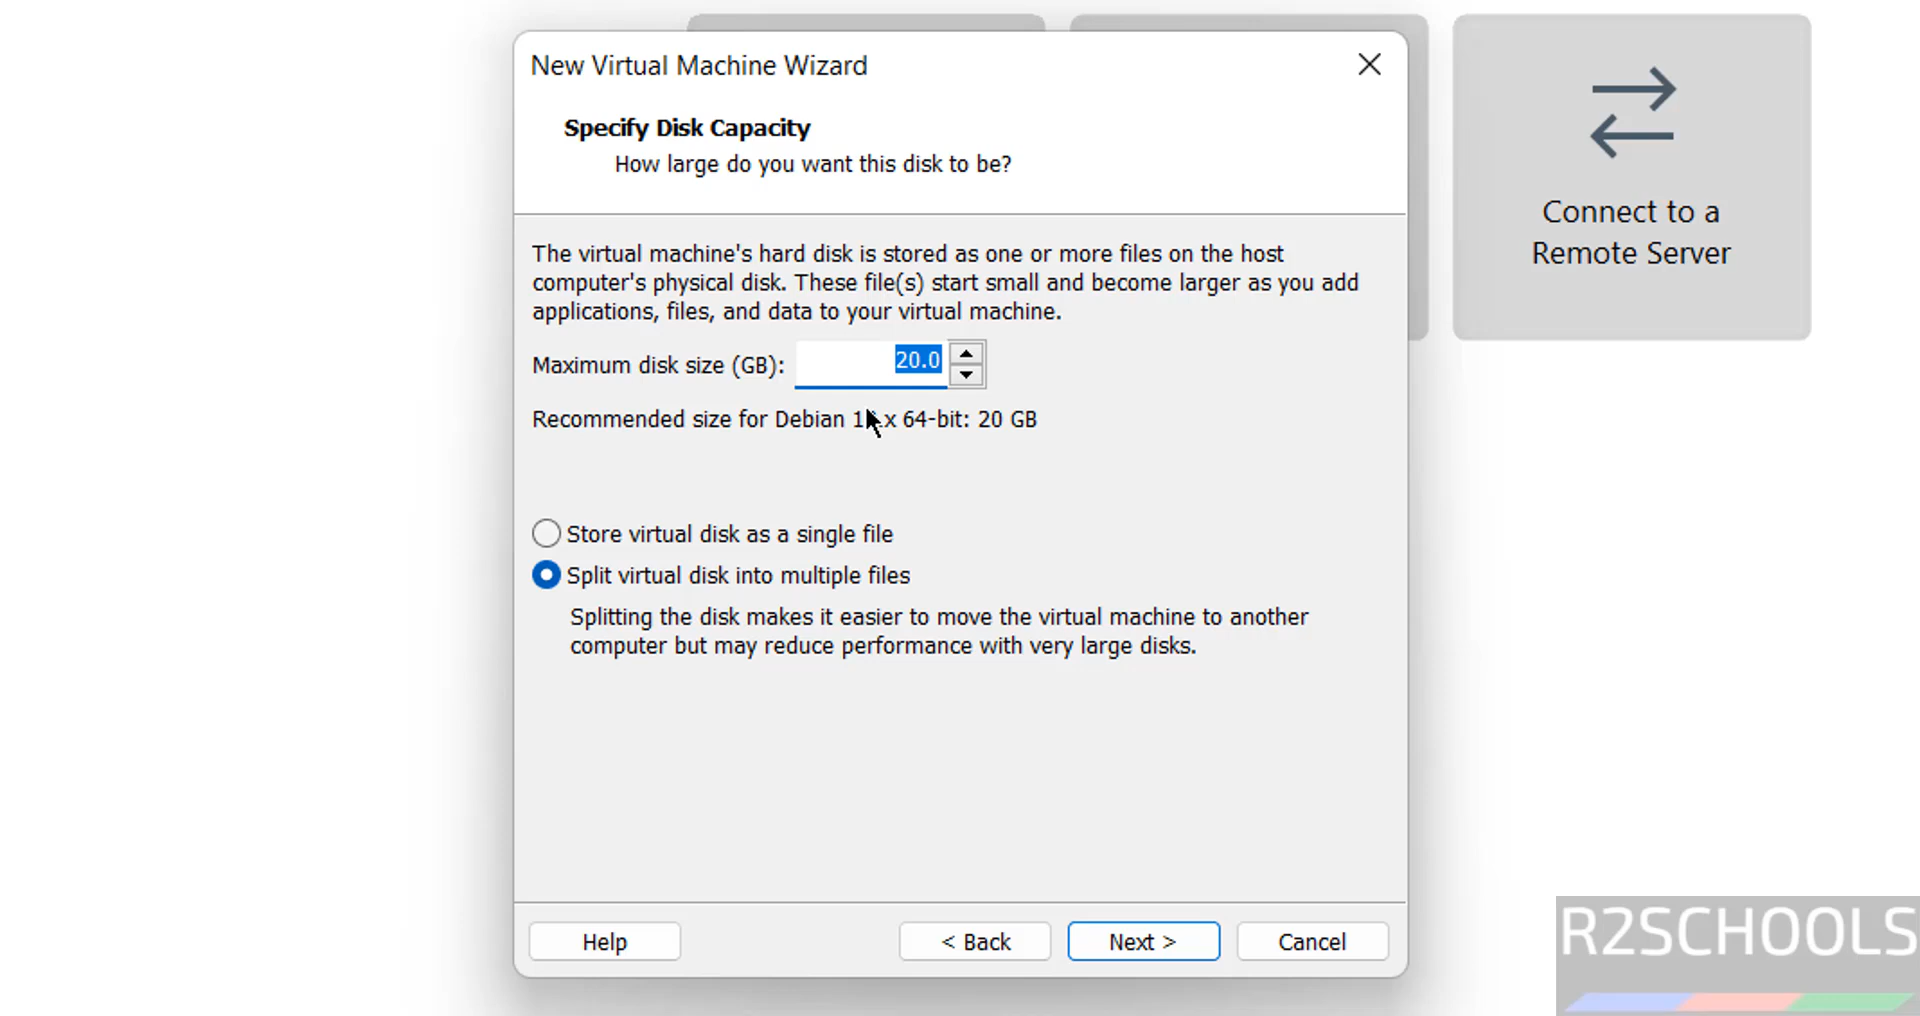 New Virtual Machine Wizard
Specify Disk Capacity
How large do you want this disk to be?
The virtual machine's hard disk is stored as one or more files on the host
computer's physical disk. These file(s) start small and become larger as you add
applications, files, and data to your virtual machine.
Maximum disk size (GB): 20.0
Recommended size for Debian 64-bit: 20 GB
Store virtual disk as a single file
Split virtual disk into multiple files
Splitting the disk makes it easier to move the virtual machine to another
computer but may reduce performance with very large disks.
Help
< Back
Next >
Cancel
Connect to a
Remote Server
R2SCHOOLS